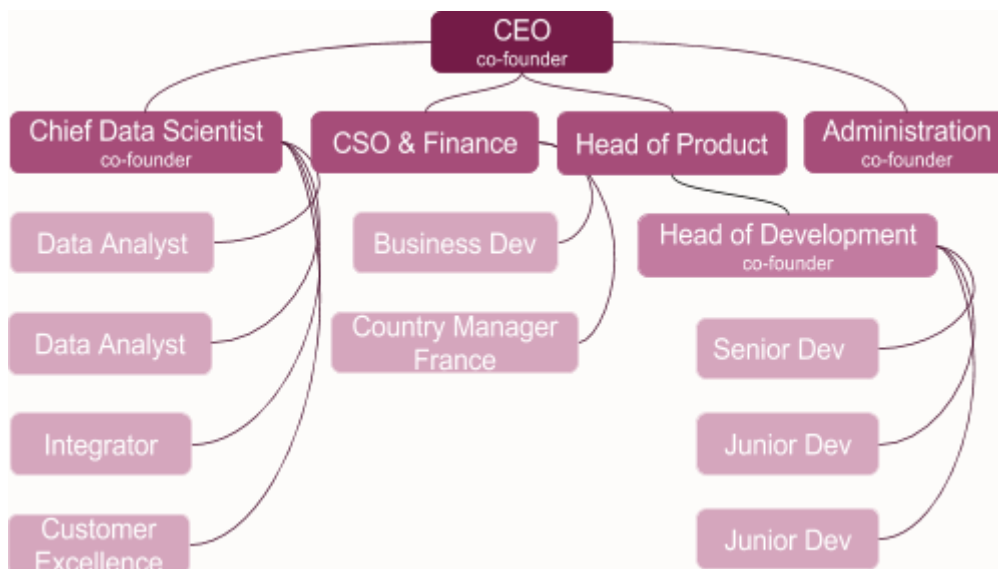 CEO
co-founder
Chief Data Scientist
co-founder
CSO & Finance
Head of Product
Administration
co-founder
Data Analyst
Business Dev
Head of Development
co-founder
Data Analyst
Country Manager
France
Senior Dev
Integrator
Junior Dev
Customer
Excellence
Junior Dev